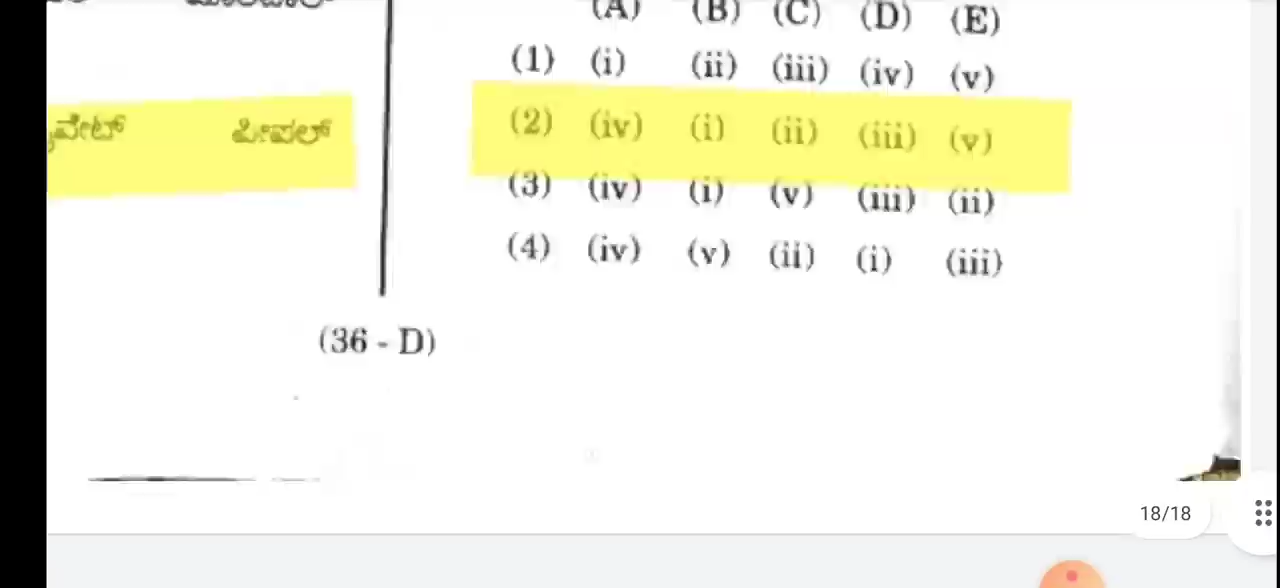 (A) (B) (C) (D) (E)
(1) (i) (ii) (iii) (iv) (v)
ಪೀಪಲ್
(2) (iv) (i) (ii) (iii) (v)
(3) (iv) (i) (v) (iii) (ii)
(4) (iv) (v) (ii) (i) (iii)
(36 - D)
18/18